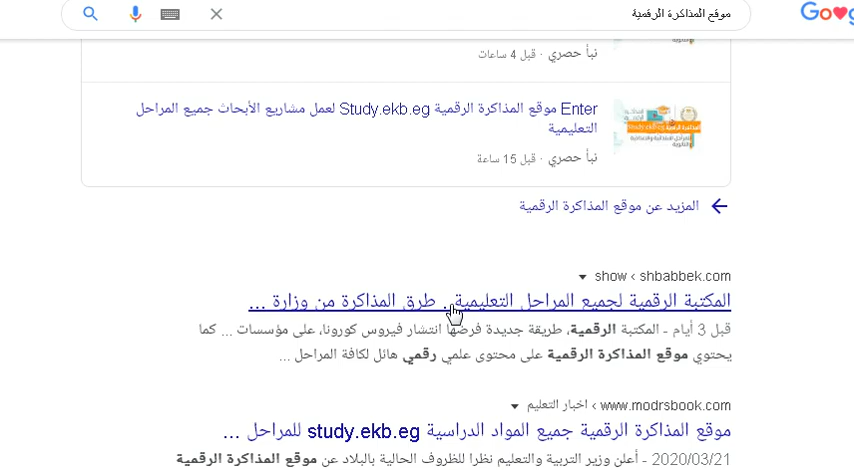 موقع المذاكرة الرقمية
نبأ حصري · قبل 4 ساعات
Enter موقع المذاكرة الرقمية Study.ekb.eg لعمل مشاريع الأبحاث جميع المراحل
التعليمية
نبأ حصري · قبل 15 ساعة
المزيد عن موقع المذاكرة الرقمية
show › shbabbek.com
المكتبة الرقمية لجميع المراحل التعليمية.. طرق المذاكرة من وزارة ...
قبل 3 أيام - المكتبة الرقمية، طريقة جديدة فرضها انتشار فيروس كورونا، على مؤسسات ... كما
يحتوي موقع المذاكرة الرقمية على محتوى علمي رقمي هائل لكافة المراحل ...
www.modrsbook.com › اخبار التعليم
موقع المذاكرة الرقمية جميع المواد الدراسية study.ekb.eg للمراحل ...
2020/03/21 - أعلن وزير التربية والتعليم نظرا للظروف الحالية بالبلاد عن موقع المذاكرة الرقمية